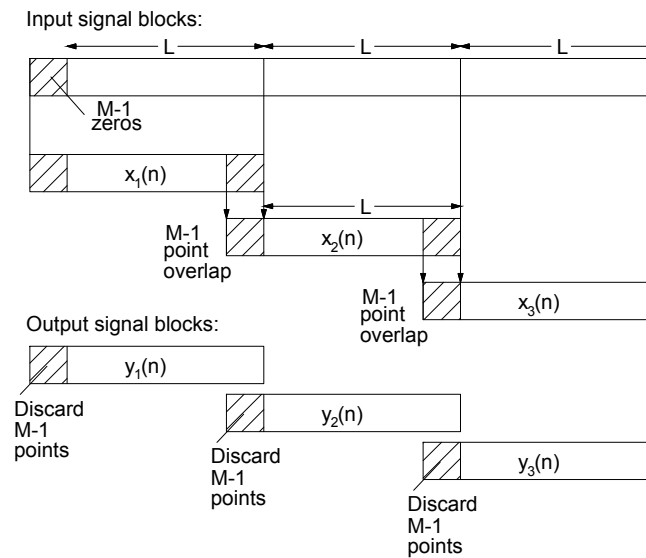 Input signal blocks:
L
L
L
M-1
zeros
x₁(n)
L
M-1
point
overlap
x₂(n)
M-1
point
overlap
x₃(n)
Output signal blocks:
y₁(n)
Discard
M-1
points
y₂(n)
Discard
M-1
points
y₃(n)
Discard
M-1
points